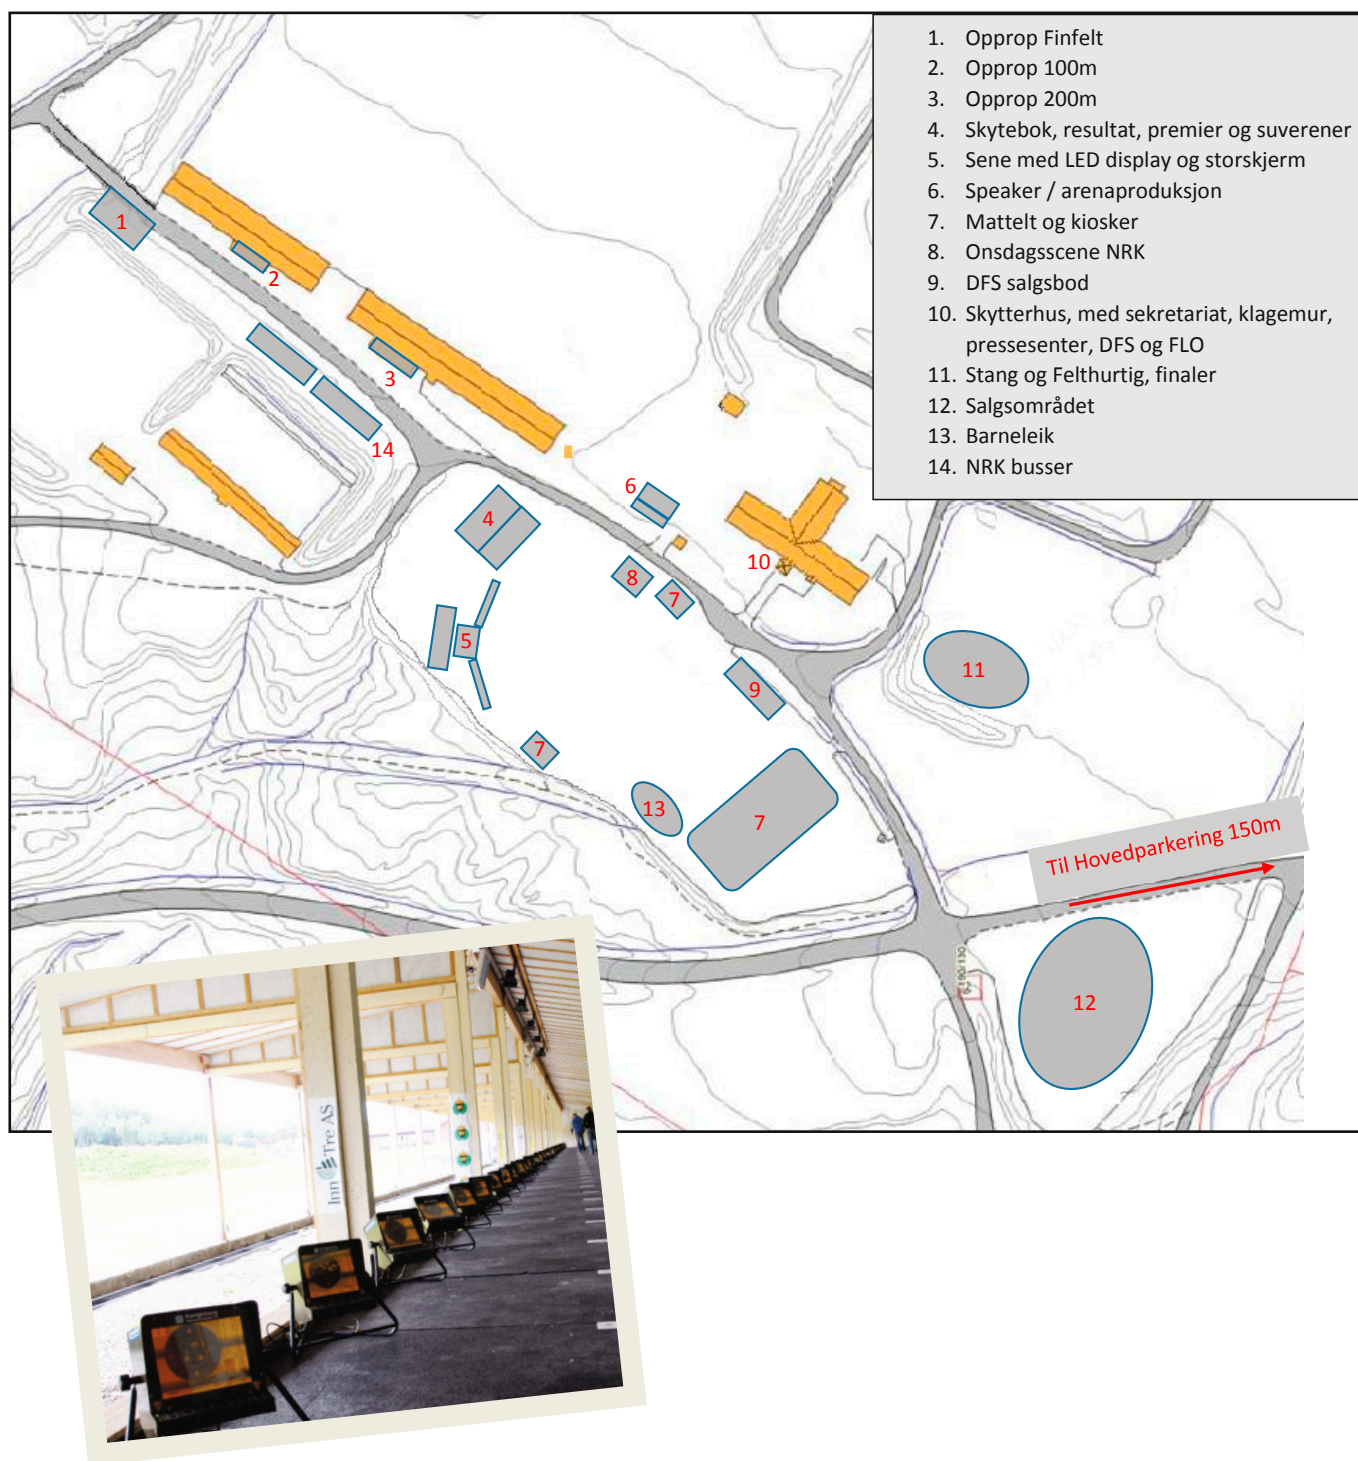 1. Opprop Finfelt
2. Opprop 100m
3. Opprop 200m
4. Skytebok, resultat, premier og suverener
5. Sene med LED display og storskjerm
6. Speaker / arenaproduksjon
7. Mattelt og kiosker
8. Onsdagsscene NRK
9. DFS salgsbod
10. Skytterhus, med sekretariat, klagemur,
pressesenter, DFS og FLO
11. Stang og Felthurtig, finaler
12. Salgsområdet
13. Barneleik
14. NRK busser
1
2
3
14
4
6
10
8
7
5
9
11
7
13
7
Til Hovedparkering 150m
12
Inn Tre AS